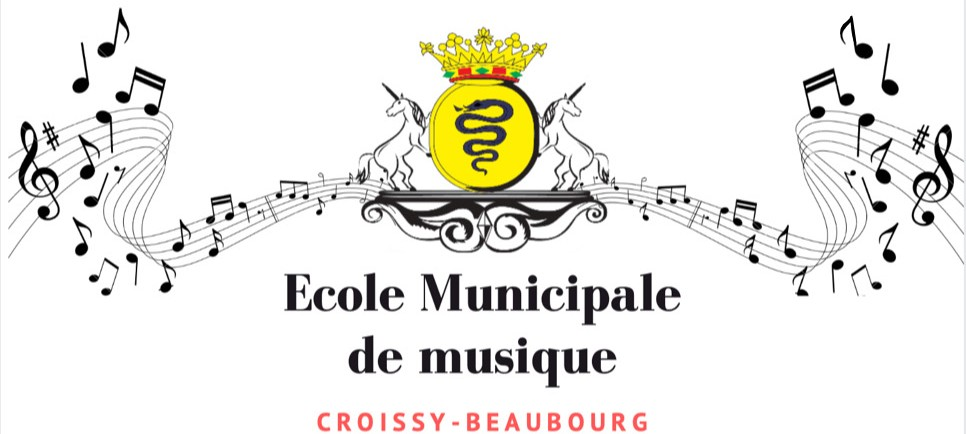 Ecole Municipale
de musique
CROISSY-BEAUBOURG